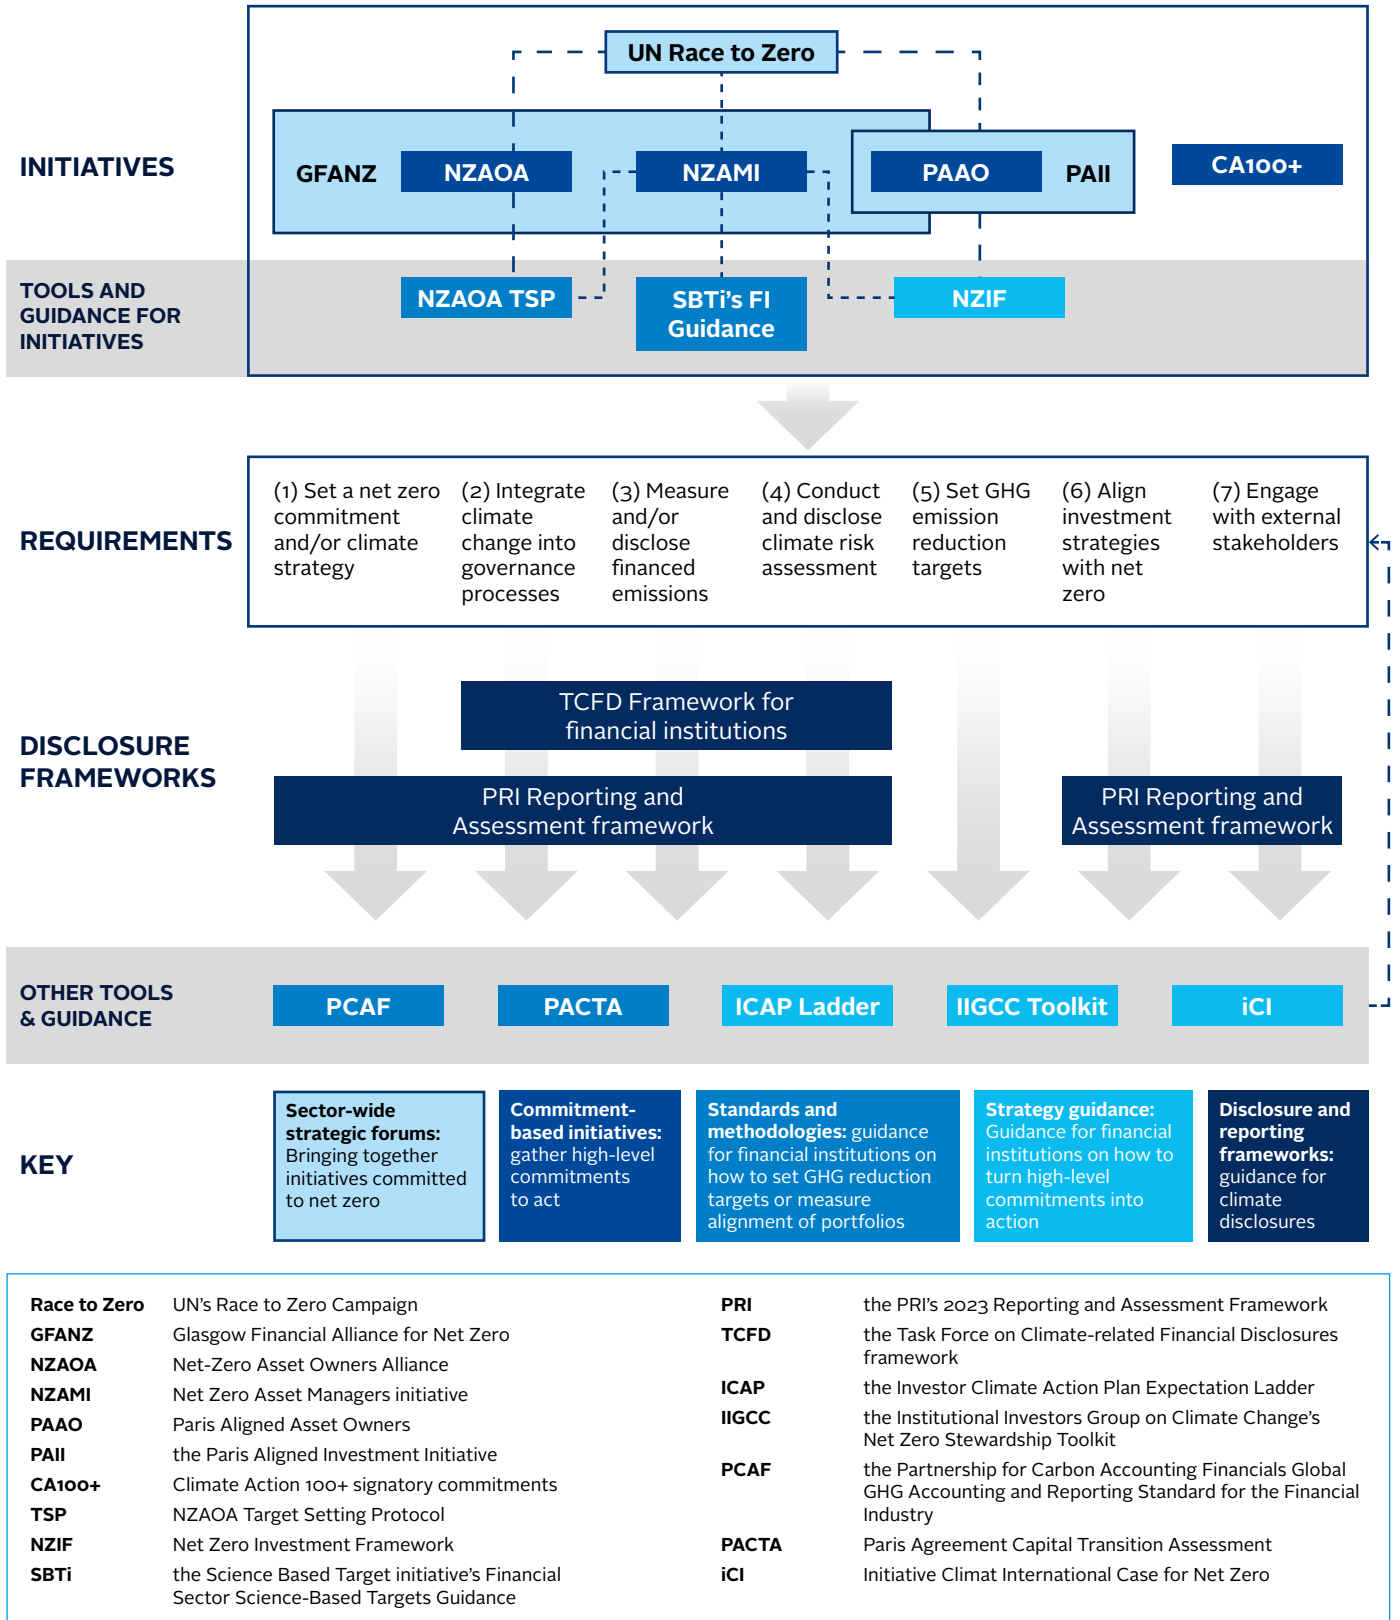 UN Race to Zero
INITIATIVES
GFANZ
NZAOA
NZAMI
PAAO
PAII
CA100+
TOOLS AND
GUIDANCE FOR
INITIATIVES
NZAOA TSP
SBTi’s FI
Guidance
NZIF
REQUIREMENTS
(1) Set a net zero
commitment
and/or climate
strategy
(2) Integrate
climate
change into
governance
processes
(3) Measure
and/or
disclose
financed
emissions
(4) Conduct
and disclose
climate risk
assessment
(5) Set GHG
emission
reduction
targets
(6) Align
investment
strategies
with net
zero
(7) Engage
with external
stakeholders
DISCLOSURE
FRAMEWORKS
TCFD Framework for
financial institutions
PRI Reporting and
Assessment framework
PRI Reporting and
Assessment framework
OTHER TOOLS
& GUIDANCE
PCAF
PACTA
ICAP Ladder
IIGCC Toolkit
iCI
KEY
Sector-wide
strategic forums:
Bringing together
initiatives committed
to net zero
Commitment-
based initiatives:
gather high-level
commitments
to act
Standards and
methodologies: guidance
for financial institutions on
how to set GHG reduction
targets or measure
alignment of portfolios
Strategy guidance:
Guidance for financial
institutions on how to
turn high-level
commitments into
action
Disclosure and
reporting
frameworks:
guidance for
climate
disclosures
Race to Zero UN’s Race to Zero Campaign
GFANZ Glasgow Financial Alliance for Net Zero
NZAOA Net-Zero Asset Owners Alliance
NZAMI Net Zero Asset Managers initiative
PAAO Paris Aligned Asset Owners
PAII the Paris Aligned Investment Initiative
CA100+ Climate Action 100+ signatory commitments
TSP NZAOA Target Setting Protocol
NZIF Net Zero Investment Framework
SBTi the Science Based Target initiative’s Financial
Sector Science-Based Targets Guidance
PRI the PRI’s 2023 Reporting and Assessment Framework
TCFD the Task Force on Climate-related Financial Disclosures
framework
ICAP the Investor Climate Action Plan Expectation Ladder
IIGCC the Institutional Investors Group on Climate Change’s
Net Zero Stewardship Toolkit
PCAF the Partnership for Carbon Accounting Financials Global
GHG Accounting and Reporting Standard for the Financial
Industry
PACTA Paris Agreement Capital Transition Assessment
iCI Initiative Climat International Case for Net Zero